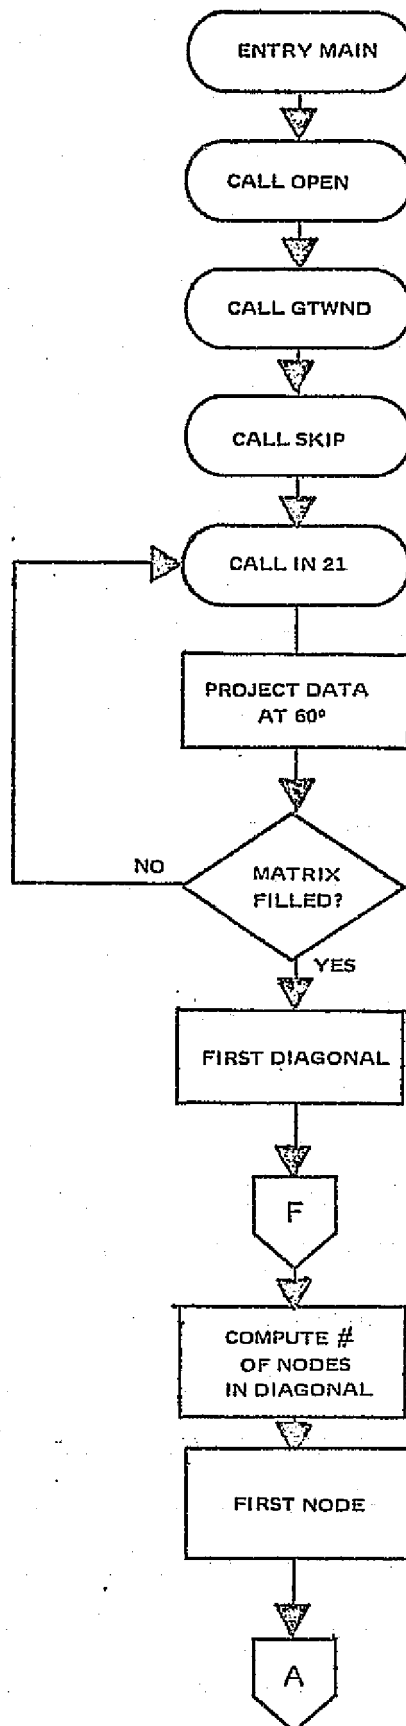 ENTRY MAIN
CALL OPEN
CALL GTWND
CALL SKIP
CALL IN 21
PROJECT DATA
AT 60º
NO
MATRIX
FILLED?
YES
FIRST DIAGONAL
F
COMPUTE #
OF NODES
IN DIAGONAL
FIRST NODE
A